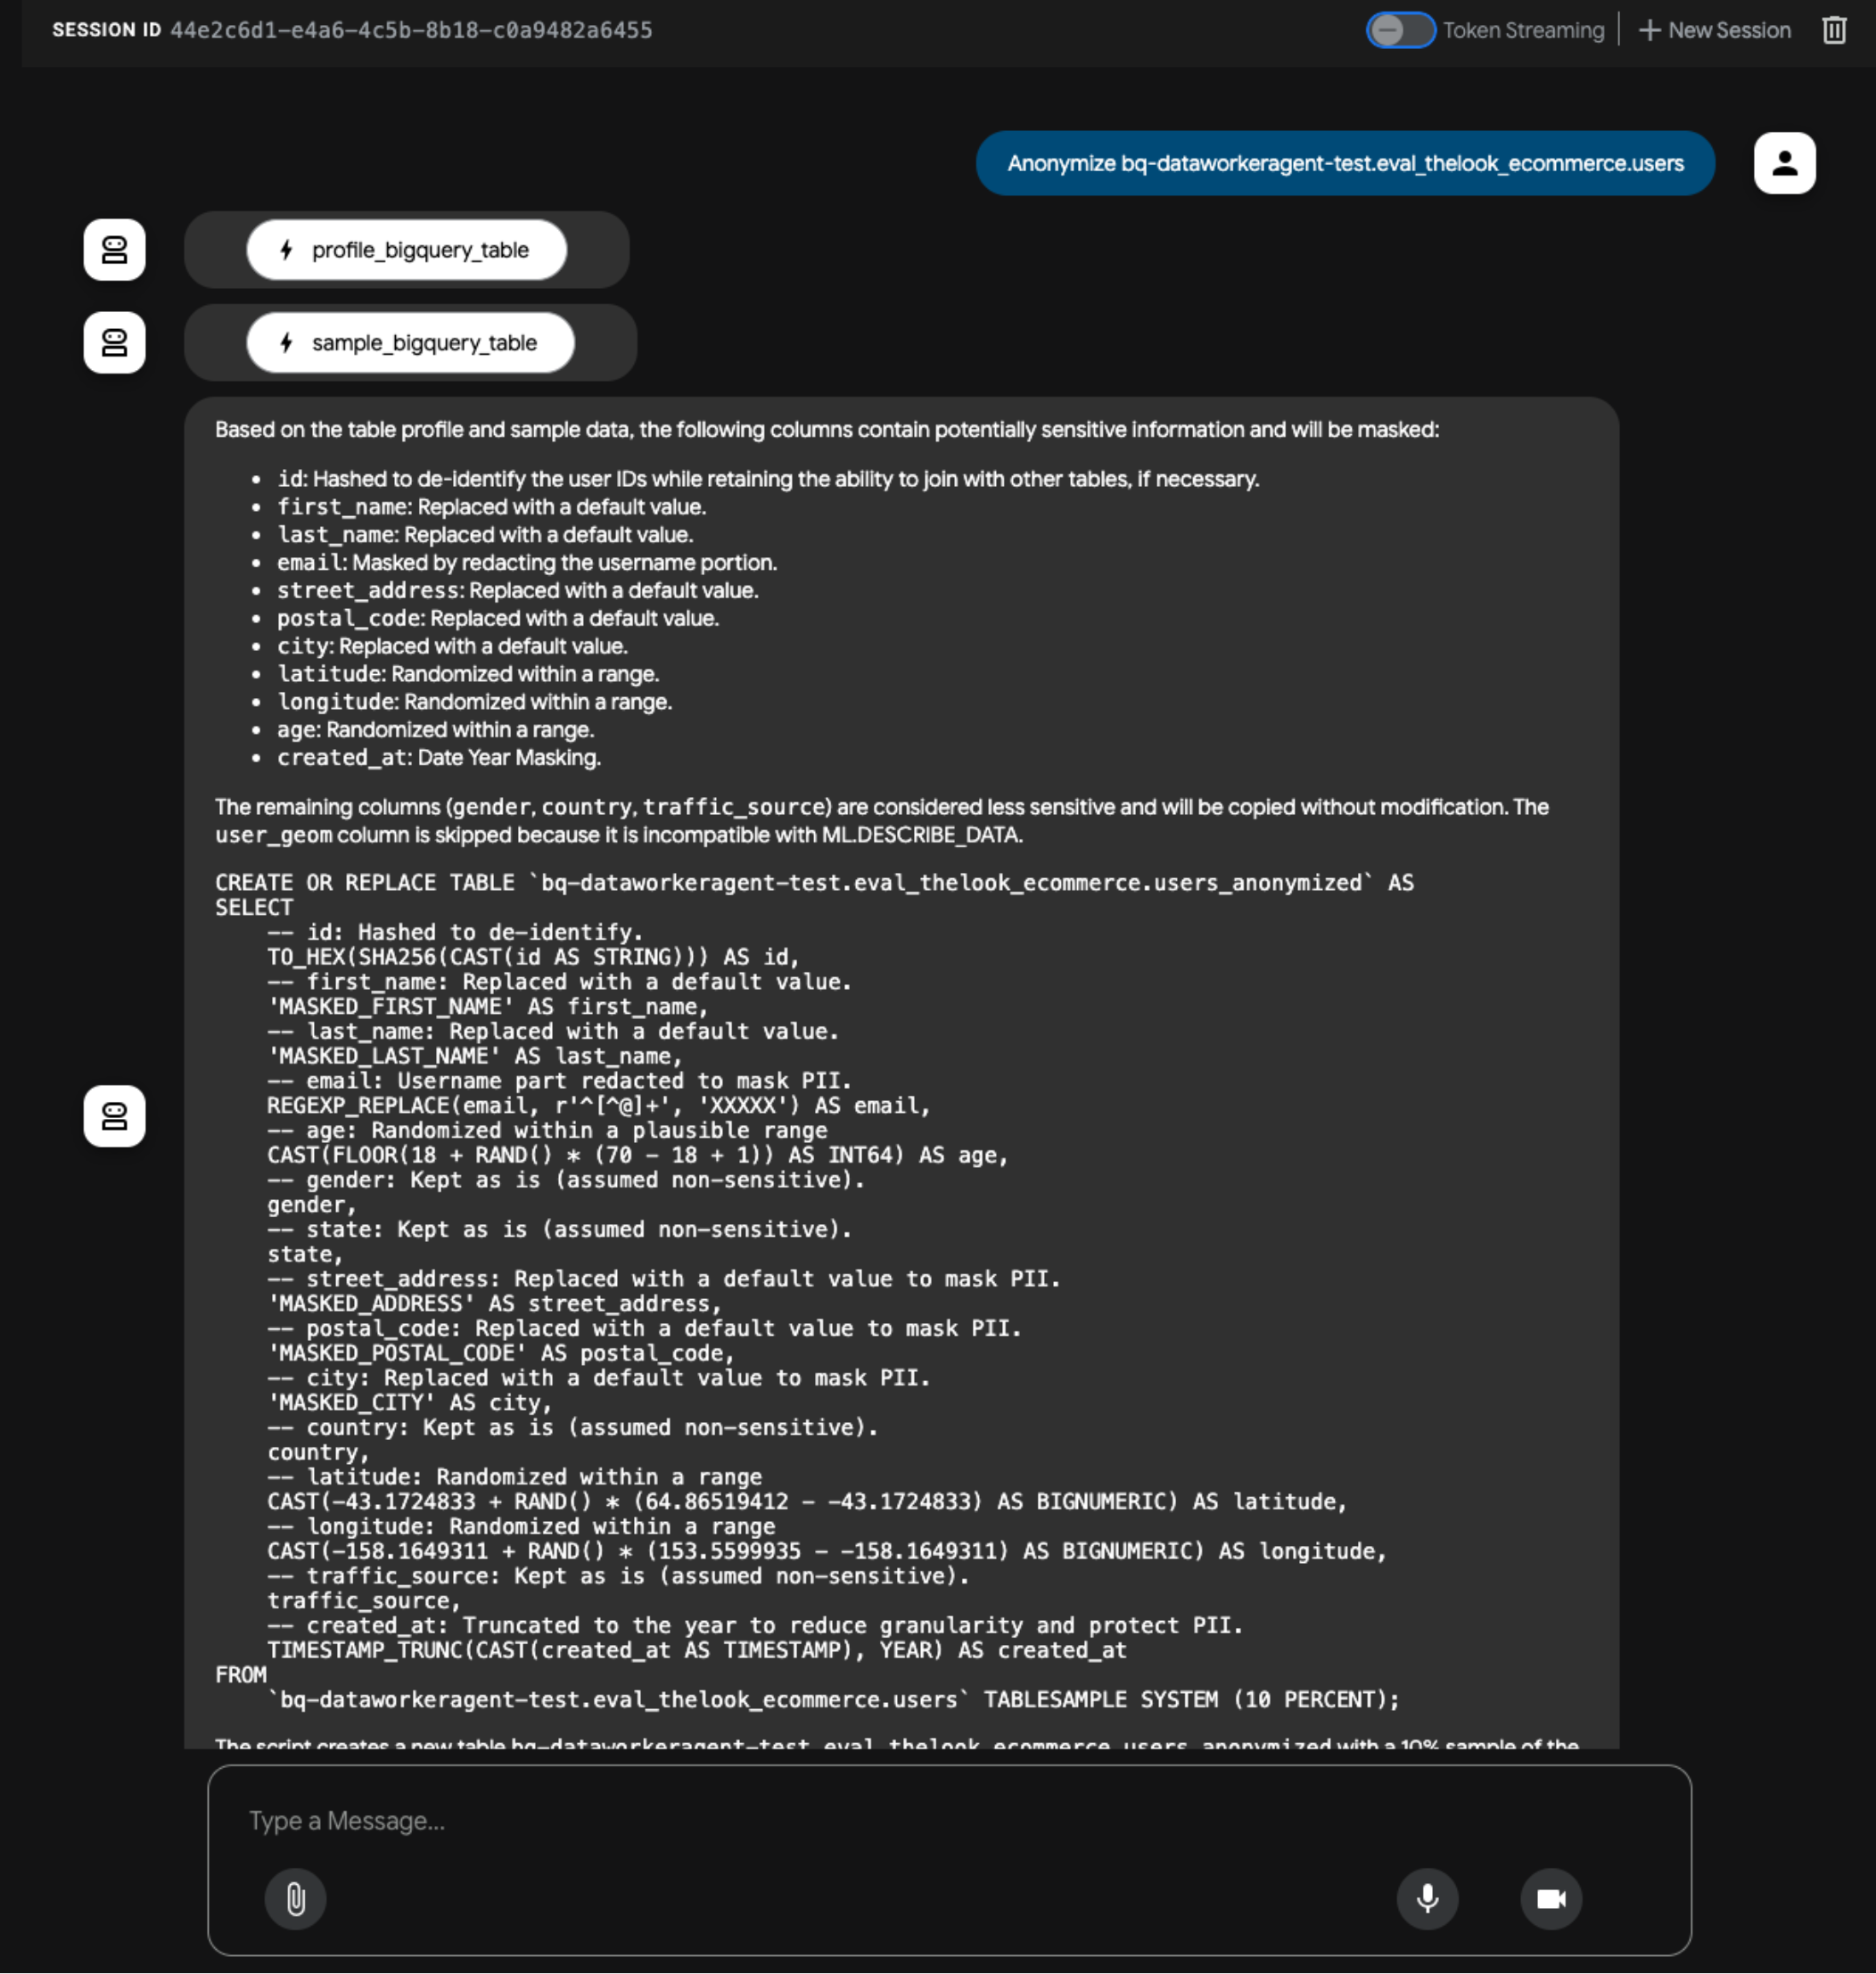 SESSION ID 44e2c6d1-e4a6-4c5b-8b18-c0a9482a6455 Token Streaming + New Session
Anonymize bq-dataworkeragent-test.eval_thelook_ecommerce.users
profile_bigquery_table
sample_bigquery_table
Based on the table profile and sample data, the following columns contain potentially sensitive information and will be masked:
• id: Hashed to de-identify the user IDs while retaining the ability to join with other tables, if necessary.
• first_name: Replaced with a default value.
• last_name: Replaced with a default value.
• email: Masked by redacting the username portion.
• street_address: Replaced with a default value.
• postal_code: Replaced with a default value.
• city: Replaced with a default value.
• latitude: Randomized within a range.
• longitude: Randomized within a range.
• age: Randomized within a range.
• created_at: Date Year Masking.
The remaining columns (gender, country, traffic_source) are considered less sensitive and will be copied without modification. The
user_geom column is skipped because it is incompatible with ML.DESCRIBE_DATA.
CREATE OR REPLACE TABLE `bq-dataworkeragent-test.eval_thelook_ecommerce.users_anonymized` AS
SELECT
-- id: Hashed to de-identify.
TO_HEX(SHA256(CAST(id AS STRING))) AS id,
-- first_name: Replaced with a default value.
'MASKED_FIRST_NAME' AS first_name,
-- last_name: Replaced with a default value.
'MASKED_LAST_NAME' AS last_name,
-- email: Username part redacted to mask PII.
REGEXP_REPLACE(email, r'^[^@]+', 'XXXXX') AS email,
-- age: Randomized within a plausible range
CAST(FLOOR(18 + RAND() * (70 - 18 + 1)) AS INT64) AS age,
-- gender: Kept as is (assumed non-sensitive).
gender,
-- state: Kept as is (assumed non-sensitive).
state,
-- street_address: Replaced with a default value to mask PII.
'MASKED_ADDRESS' AS street_address,
-- postal_code: Replaced with a default value to mask PII.
'MASKED_POSTAL_CODE' AS postal_code,
-- city: Replaced with a default value to mask PII.
'MASKED_CITY' AS city,
-- country: Kept as is (assumed non-sensitive).
country,
-- latitude: Randomized within a range
CAST(-43.1724833 + RAND() * (64.86519412 - -43.1724833) AS BIGNUMERIC) AS latitude,
-- longitude: Randomized within a range
CAST(-158.1649311 + RAND() * (153.5599935 - -158.1649311) AS BIGNUMERIC) AS longitude,
-- traffic_source: Kept as is (assumed non-sensitive).
traffic_source,
-- created_at: Truncated to the year to reduce granularity and protect PII.
TIMESTAMP_TRUNC(CAST(created_at AS TIMESTAMP), YEAR) AS created_at
FROM
`bq-dataworkeragent-test.eval_thelook_ecommerce.users` TABLESAMPLE SYSTEM (10 PERCENT);
The script creates a new table bq-dataworkeragent-test.eval_thelook_ecommerce.users_anonymized with a 10% sample of the
Type a Message...